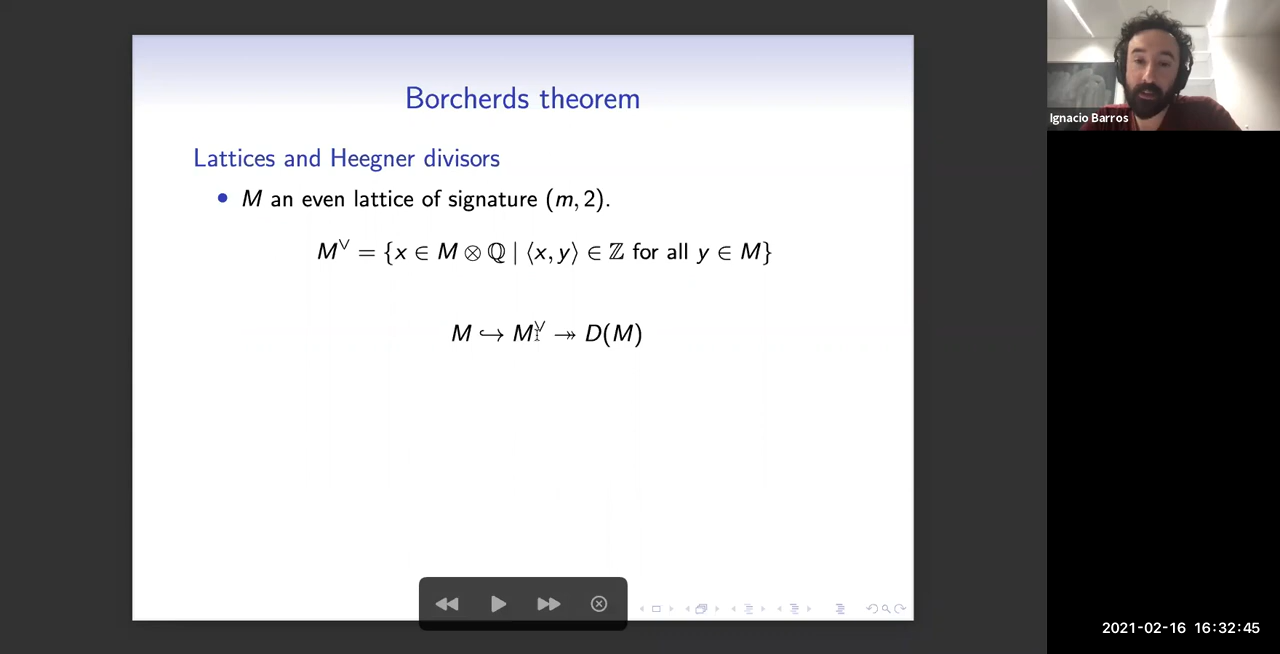 Borcherds theorem
Lattices and Heegner divisors
• M an even lattice of signature (m, 2).
M^∨ = {x ∈ M ⊗ ℚ | ⟨x, y⟩ ∈ ℤ for all y ∈ M}
M ↪ M^∨ ↠ D(M)
Ignacio Barros
2021-02-16 16:32:45